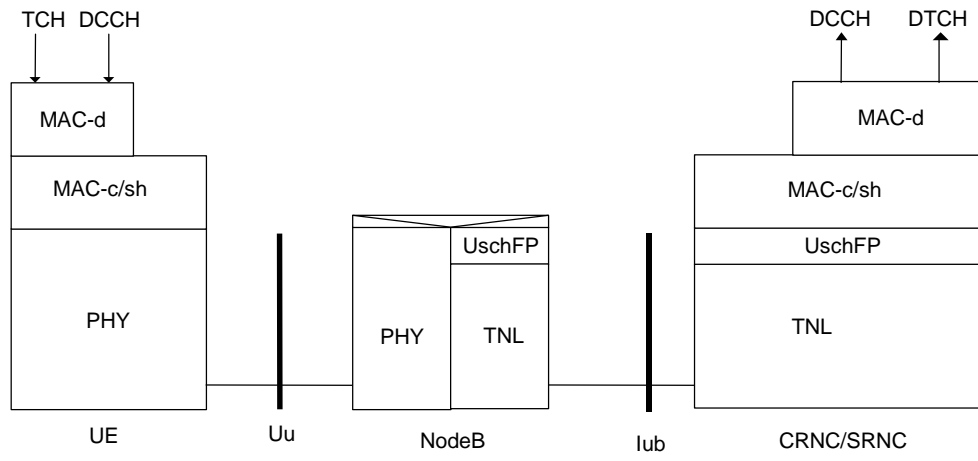 TCH DCCH
DCCH DTCH
MAC-d
MAC-d
MAC-c/sh
MAC-c/sh
UschFP
UschFP
PHY
PHY
TNL
TNL
UE
Uu
NodeB
Iub
CRNC/SRNC